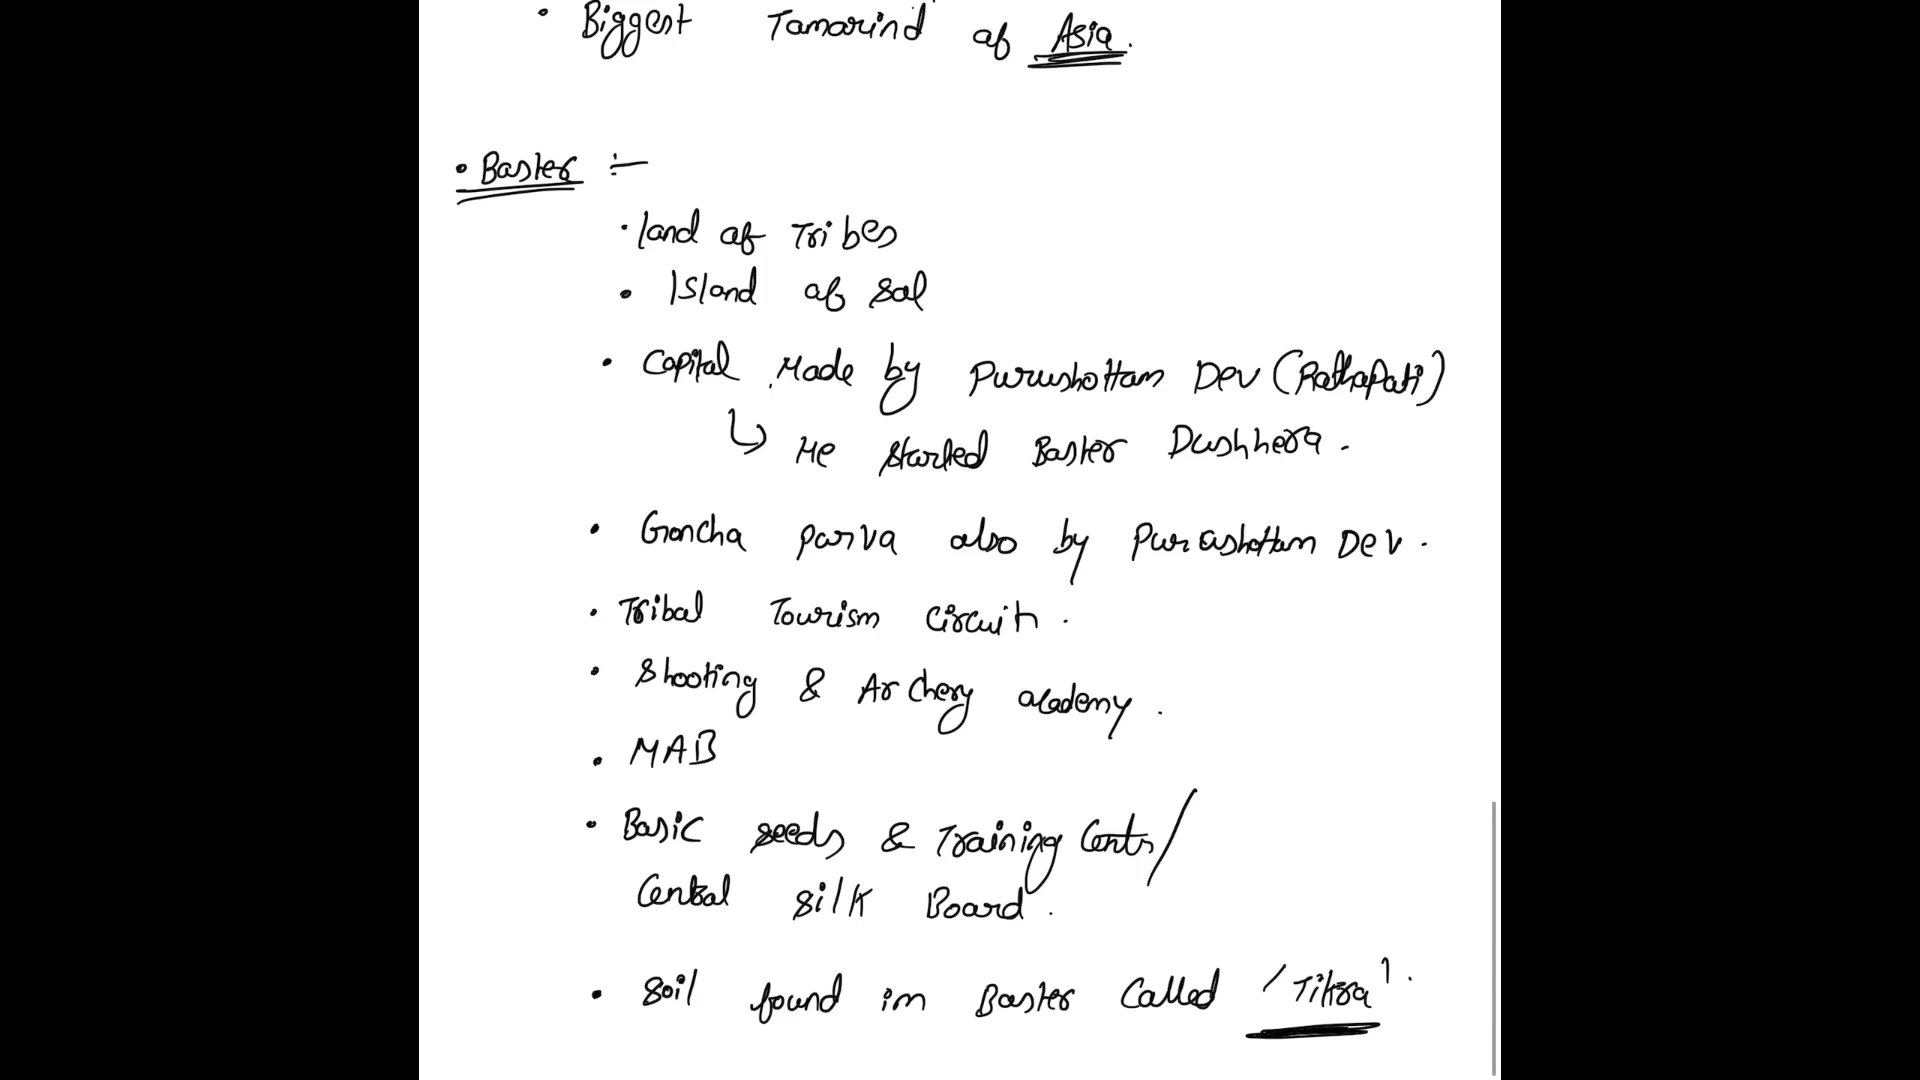 • Biggest Tamarind of Asia.
• Baster :-
• land of Tribes
• Island of Sal
• Capital Made by Purushottam Dev (Rathapati)
↳ He started Baster Dushhera.
• Goncha parva also by Purushottam Dev.
• Tribal Tourism Circuit.
• Shooting & Archery academy.
• MAB
• Basic seeds & Training Centr/
Central Silk Board.
• Soil found in Baster Called 'Tikra'.